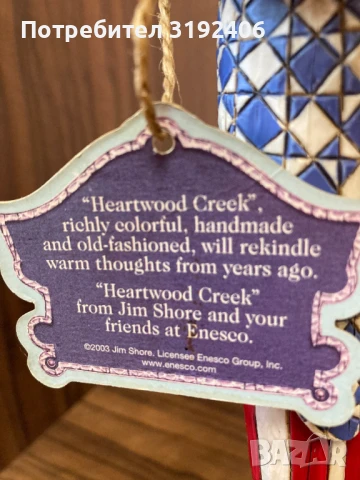 Потребител 3192406
“Heartwood Creek”,
richly colorful, handmade
and old-fashioned, will rekindle
warm thoughts from years ago.
“Heartwood Creek”
from Jim Shore and your
friends at Enesco.
©2003 Jim Shore. Licensee Enesco Group, Inc.
www.enesco.com
BAZAR